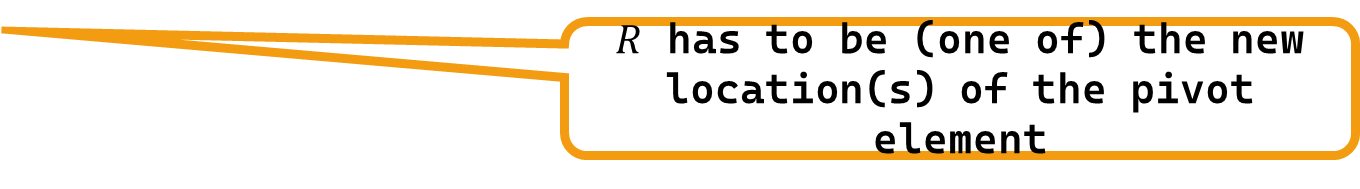 R has to be (one of) the new
location(s) of the pivot
element